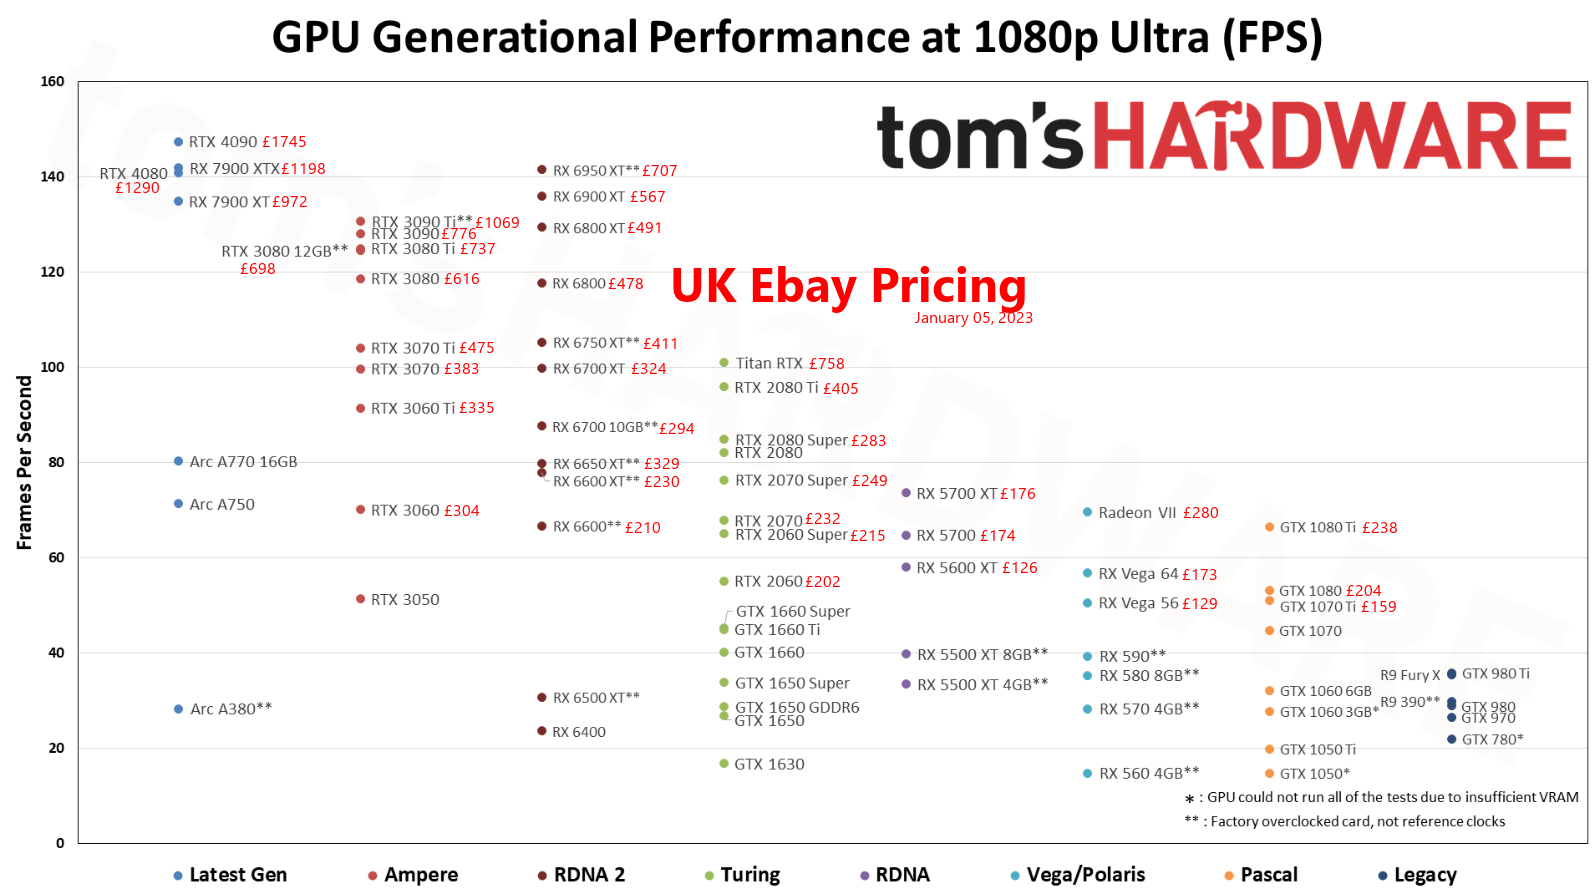 GPU Generational Performance at 1080p Ultra (FPS)
tom'sHARDWARE
Frames Per Second
160
140
120
100
80
60
40
20
0
RTX 4090 £1745
RX 7900 XTX £1198
RTX 4080
£1290
RX 7900 XT £972
Arc A770 16GB
Arc A750
Arc A380**
RTX 3090 Ti** £1069
RTX 3090 £776
RTX 3080 12GB**
£698
RTX 3080 Ti £737
RTX 3080 £616
RTX 3070 Ti £475
RTX 3070 £383
RTX 3060 Ti £335
RTX 3060 £304
RTX 3050
RX 6950 XT** £707
RX 6900 XT £567
RX 6800 XT £491
RX 6800 £478
RX 6750 XT** £411
RX 6700 XT £324
RX 6700 10GB** £294
RX 6650 XT** £329
RX 6600 XT** £230
RX 6600** £210
RX 6500 XT**
RX 6400
UK Ebay Pricing
January 05, 2023
Titan RTX £758
RTX 2080 Ti £405
RTX 2080 Super £283
RTX 2080
RTX 2070 Super £249
RTX 2070 £232
RTX 2060 Super £215
RTX 2060 £202
GTX 1660 Super
GTX 1660 Ti
GTX 1660
GTX 1650 Super
GTX 1650 GDDR6
GTX 1650
GTX 1630
RX 5700 XT £176
RX 5700 £174
RX 5600 XT £126
RX 5500 XT 8GB**
RX 5500 XT 4GB**
Radeon VII £280
RX Vega 64 £173
RX Vega 56 £129
RX 590**
RX 580 8GB**
RX 570 4GB**
RX 560 4GB**
GTX 1080 Ti £238
GTX 1080 £204
GTX 1070 Ti £159
GTX 1070
GTX 1060 6GB
GTX 1060 3GB*
GTX 1050 Ti
GTX 1050*
R9 Fury X
GTX 980 Ti
R9 390**
GTX 980
GTX 970
GTX 780*
* : GPU could not run all of the tests due to insufficient VRAM
** : Factory overclocked card, not reference clocks
Latest Gen
Ampere
RDNA 2
Turing
RDNA
Vega/Polaris
Pascal
Legacy